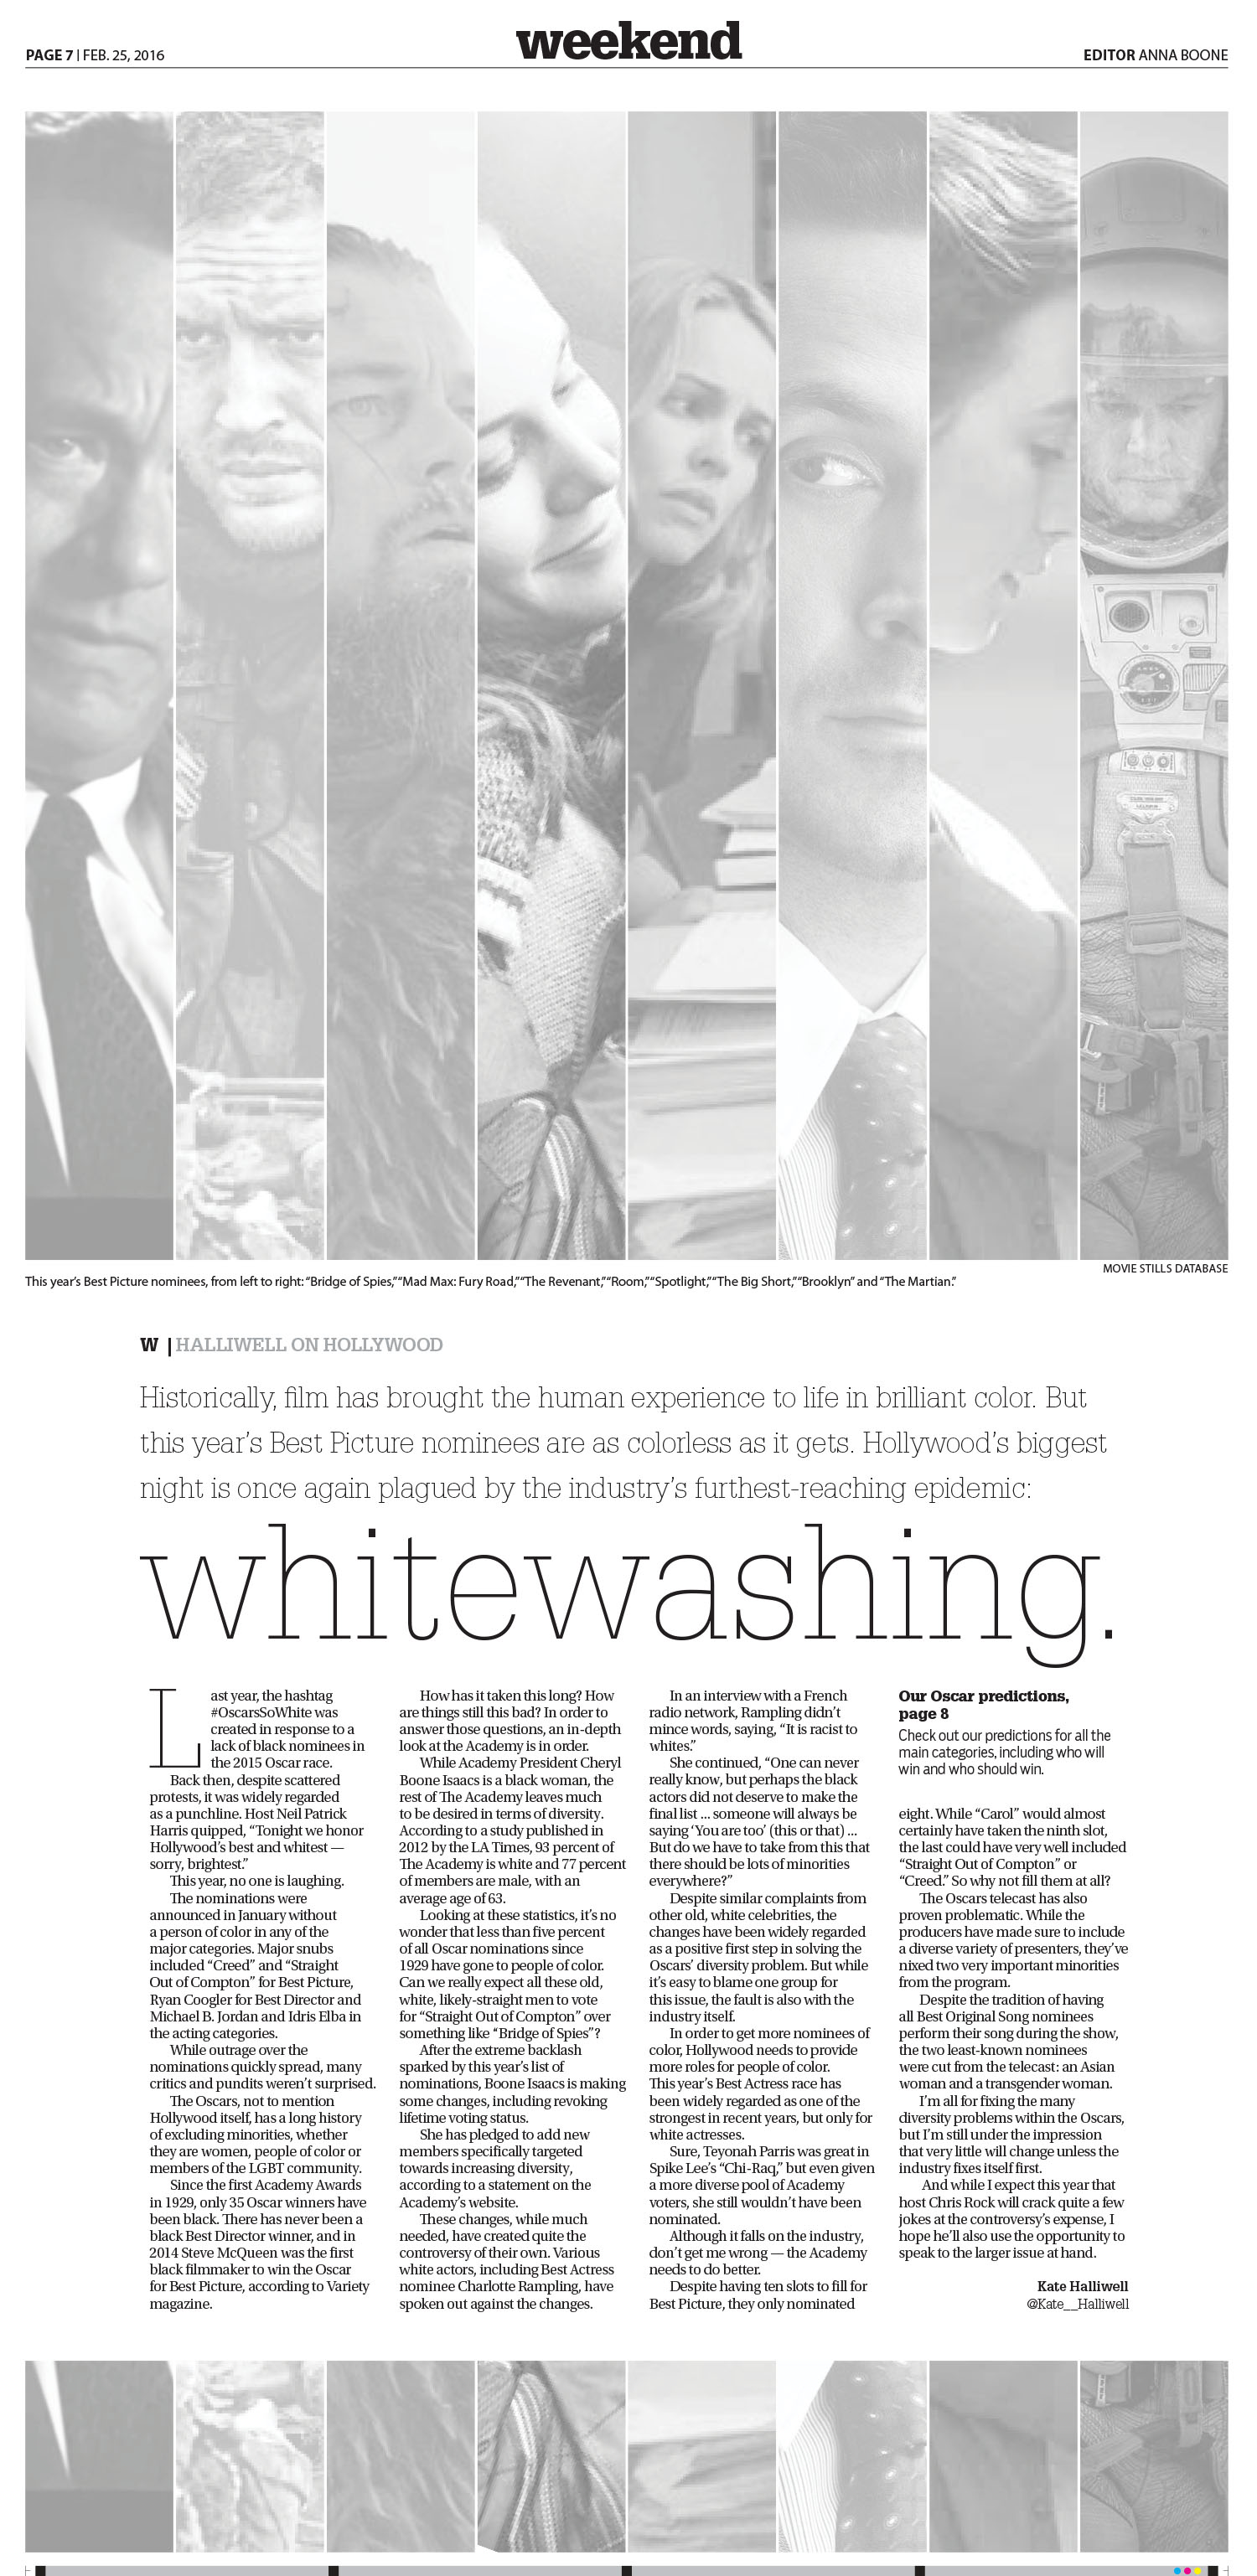 PAGE 7 | FEB. 25, 2016
weekend
EDITOR ANNA BOONE
MOVIE STILLS DATABASE
This year’s Best Picture nominees, from left to right: “Bridge of Spies,” “Mad Max: Fury Road,” “The Revenant,” “Room,” “Spotlight,” “The Big Short,” “Brooklyn” and “The Martian.”
W | HALLIWELL ON HOLLYWOOD
Historically, film has brought the human experience to life in brilliant color. But
this year’s Best Picture nominees are as colorless as it gets. Hollywood’s biggest
night is once again plagued by the industry’s furthest-reaching epidemic:
whitewashing.
Last year, the hashtag
#OscarsSoWhite was
created in response to a
lack of black nominees in
the 2015 Oscar race.
Back then, despite scattered
protests, it was widely regarded
as a punchline. Host Neil Patrick
Harris quipped, “Tonight we honor
Hollywood’s best and whitest —
sorry, brightest.”
This year, no one is laughing.
The nominations were
announced in January without
a person of color in any of the
major categories. Major snubs
included “Creed” and “Straight
Out of Compton” for Best Picture,
Ryan Coogler for Best Director and
Michael B. Jordan and Idris Elba in
the acting categories.
While outrage over the
nominations quickly spread, many
critics and pundits weren’t surprised.
The Oscars, not to mention
Hollywood itself, has a long history
of excluding minorities, whether
they are women, people of color or
members of the LGBT community.
Since the first Academy Awards
in 1929, only 35 Oscar winners have
been black. There has never been a
black Best Director winner, and in
2014 Steve McQueen was the first
black filmmaker to win the Oscar
for Best Picture, according to Variety
magazine.
How has it taken this long? How
are things still this bad? In order to
answer those questions, an in-depth
look at the Academy is in order.
While Academy President Cheryl
Boone Isaacs is a black woman, the
rest of The Academy leaves much
to be desired in terms of diversity.
According to a study published in
2012 by the LA Times, 93 percent of
The Academy is white and 77 percent
of members are male, with an
average age of 63.
Looking at these statistics, it’s no
wonder that less than five percent
of all Oscar nominations since
1929 have gone to people of color.
Can we really expect all these old,
white, likely-straight men to vote
for “Straight Out of Compton” over
something like “Bridge of Spies”?
After the extreme backlash
sparked by this year’s list of
nominations, Boone Isaacs is making
some changes, including revoking
lifetime voting status.
She has pledged to add new
members specifically targeted
towards increasing diversity,
according to a statement on the
Academy’s website.
These changes, while much
needed, have created quite the
controversy of their own. Various
white actors, including Best Actress
nominee Charlotte Rampling, have
spoken out against the changes.
In an interview with a French
radio network, Rampling didn’t
mince words, saying, “It is racist to
whites.”
She continued, “One can never
really know, but perhaps the black
actors did not deserve to make the
final list ... someone will always be
saying ‘You are too’ (this or that) ...
But do we have to take from this that
there should be lots of minorities
everywhere?”
Despite similar complaints from
other old, white celebrities, the
changes have been widely regarded
as a positive first step in solving the
Oscars’ diversity problem. But while
it’s easy to blame one group for
this issue, the fault is also with the
industry itself.
In order to get more nominees of
color, Hollywood needs to provide
more roles for people of color.
This year’s Best Actress race has
been widely regarded as one of the
strongest in recent years, but only for
white actresses.
Sure, Teyonah Parris was great in
Spike Lee’s “Chi-Raq,” but even given
a more diverse pool of Academy
voters, she still wouldn’t have been
nominated.
Although it falls on the industry,
don’t get me wrong — the Academy
needs to do better.
Despite having ten slots to fill for
Best Picture, they only nominated
Our Oscar predictions,
page 8
Check out our predictions for all the
main categories, including who will
win and who should win.
eight. While “Carol” would almost
certainly have taken the ninth slot,
the last could have very well included
“Straight Out of Compton” or
“Creed.” So why not fill them at all?
The Oscars telecast has also
proven problematic. While the
producers have made sure to include
a diverse variety of presenters, they’ve
nixed two very important minorities
from the program.
Despite the tradition of having
all Best Original Song nominees
perform their song during the show,
the two least-known nominees
were cut from the telecast: an Asian
woman and a transgender woman.
I’m all for fixing the many
diversity problems within the Oscars,
but I’m still under the impression
that very little will change unless the
industry fixes itself first.
And while I expect this year that
host Chris Rock will crack quite a few
jokes at the controversy’s expense, I
hope he’ll also use the opportunity to
speak to the larger issue at hand.
Kate Halliwell
@Kate__Halliwell